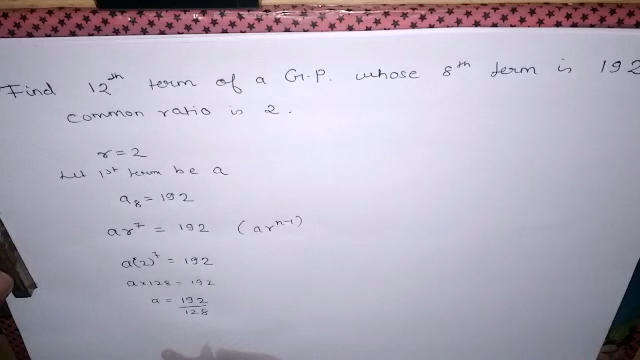 Find 12th term of a G.P. whose 8th term is 192
common ratio is 2.
r = 2
Let 1st term be a
a₈ = 192
ar⁷ = 192 (arⁿ⁻¹)
a(2)⁷ = 192
a × 128 = 192
a = 192/128